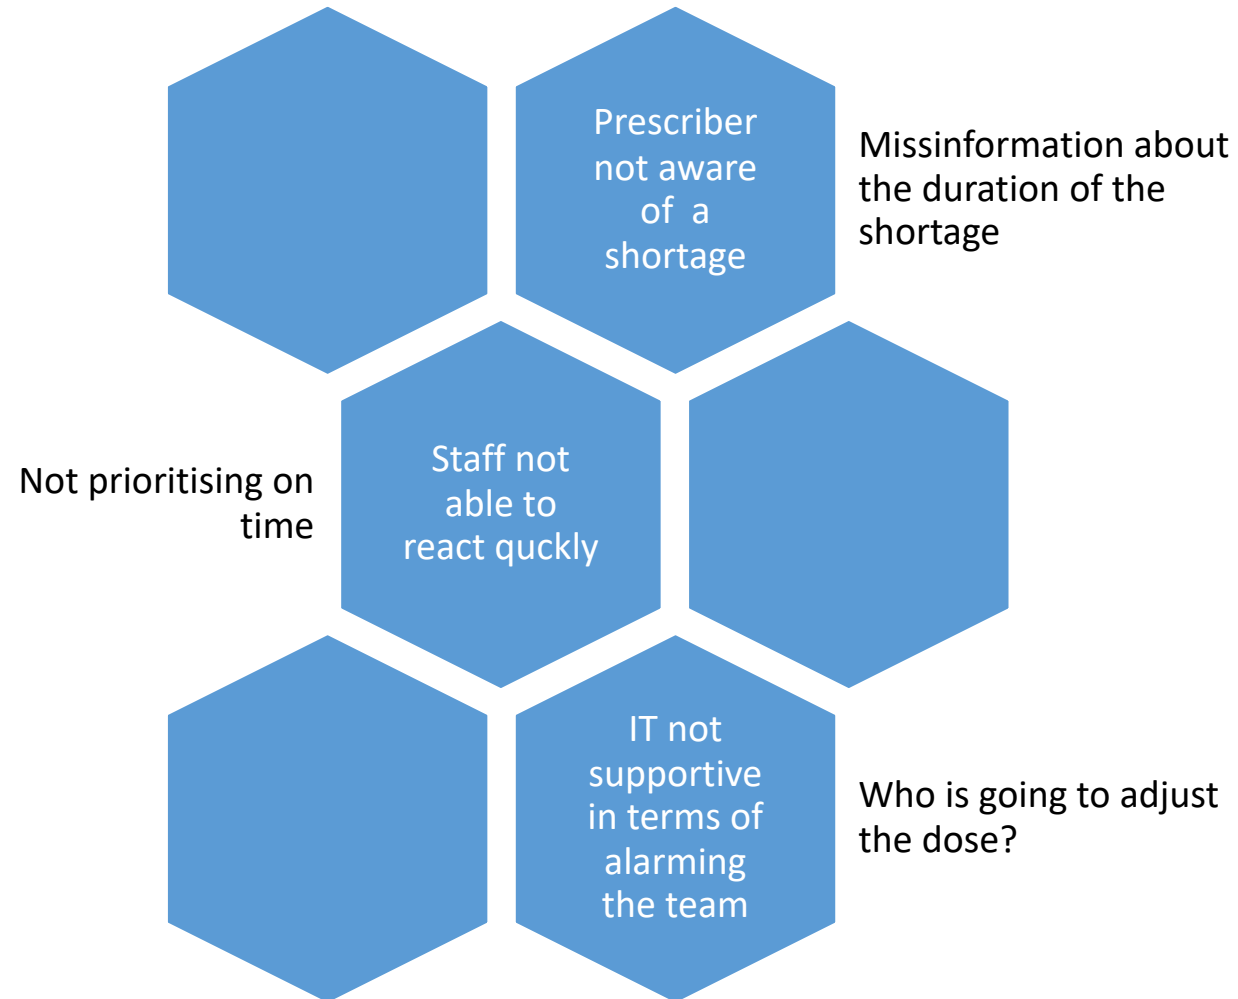 Prescriber
not aware
of a
shortage
Missinformation about
the duration of the
shortage
Not prioritising on
time
Staff not
able to
react quckly
IT not
supportive
in terms of
alarming
the team
Who is going to adjust
the dose?